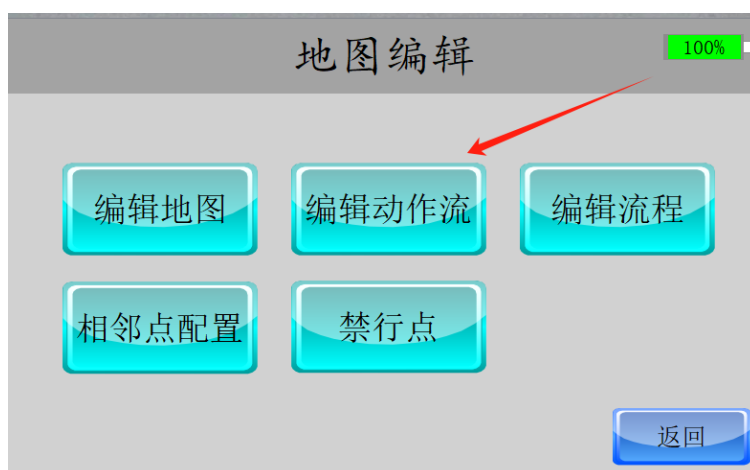 地图编辑
100%
编辑地图
编辑动作流
编辑流程
相邻点配置
禁行点
返回